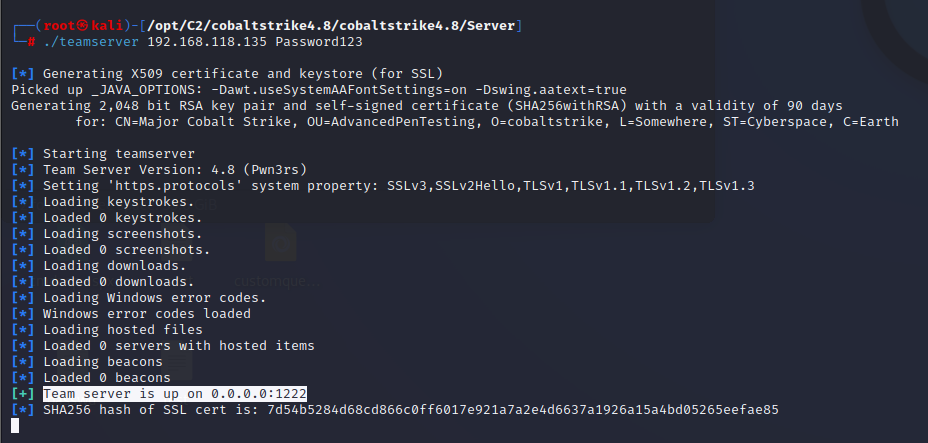 ┌──(root㉿kali)-[/opt/C2/cobaltstrike4.8/cobaltstrike4.8/Server]
└─# ./teamserver 192.168.118.135 Password123
[*] Generating X509 certificate and keystore (for SSL)
Picked up _JAVA_OPTIONS: -Dawt.useSystemAAFontSettings=on -Dswing.aatext=true
Generating 2,048 bit RSA key pair and self-signed certificate (SHA256withRSA) with a validity of 90 days
for: CN=Major Cobalt Strike, OU=AdvancedPenTesting, O=cobaltstrike, L=Somewhere, ST=Cyberspace, C=Earth
[*] Starting teamserver
[*] Team Server Version: 4.8 (Pwn3rs)
[*] Setting 'https.protocols' system property: SSLv3,SSLv2Hello,TLSv1,TLSv1.1,TLSv1.2,TLSv1.3
[*] Loading keystrokes.
[*] Loaded 0 keystrokes.
[*] Loading screenshots.
[*] Loaded 0 screenshots.
[*] Loading downloads.
[*] Loaded 0 downloads.
customque...
[*] Loading Windows error codes.
[*] Windows error codes loaded
[*] Loading hosted files
[*] Loaded 0 servers with hosted items
[*] Loading beacons
[*] Loaded 0 beacons
[+] Team server is up on 0.0.0.0:1222
[*] SHA256 hash of SSL cert is: 7d54b5284d68cd866c0ff6017e921a7a2e4d6637a1926a15a4bd05265eefae85